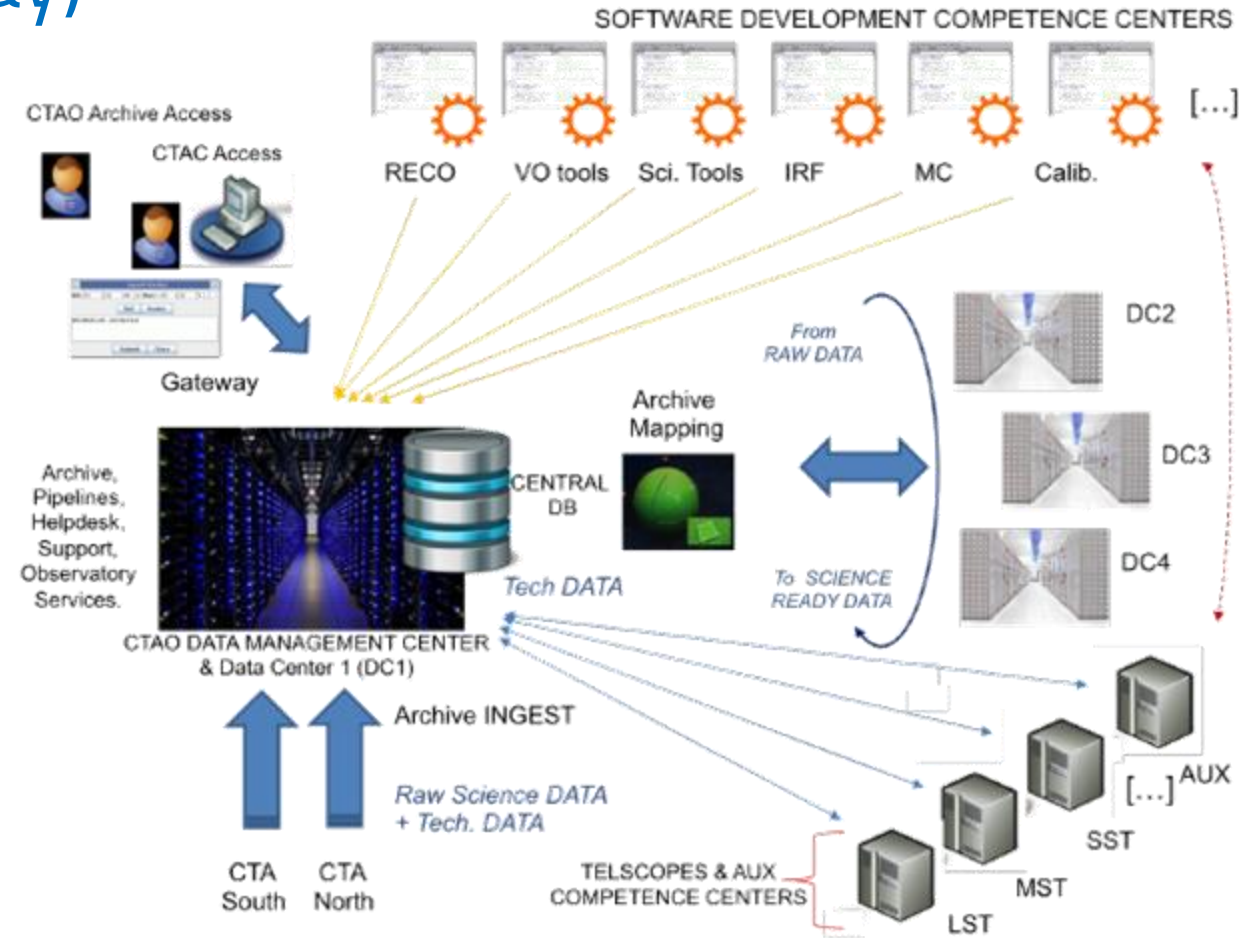 SOFTWARE DEVELOPMENT COMPETENCE CENTERS
[...]
CTAO Archive Access
CTAC Access
RECO
VO tools
Sci. Tools
IRF
MC
Calib.
Gateway
From
RAW DATA
DC2
Archive
Mapping
DC3
Archive,
Pipelines,
Helpdesk,
Support,
Observatory
Services.
CENTRAL
DB
DC4
To SCIENCE
READY DATA
Tech DATA
CTAO DATA MANAGEMENT CENTER
& Data Center 1 (DC1)
Archive INGEST
Raw Science DATA
+ Tech. DATA
CTA
South
CTA
North
TELSCOPES & AUX
COMPETENCE CENTERS
LST
MST
SST
[...]
AUX